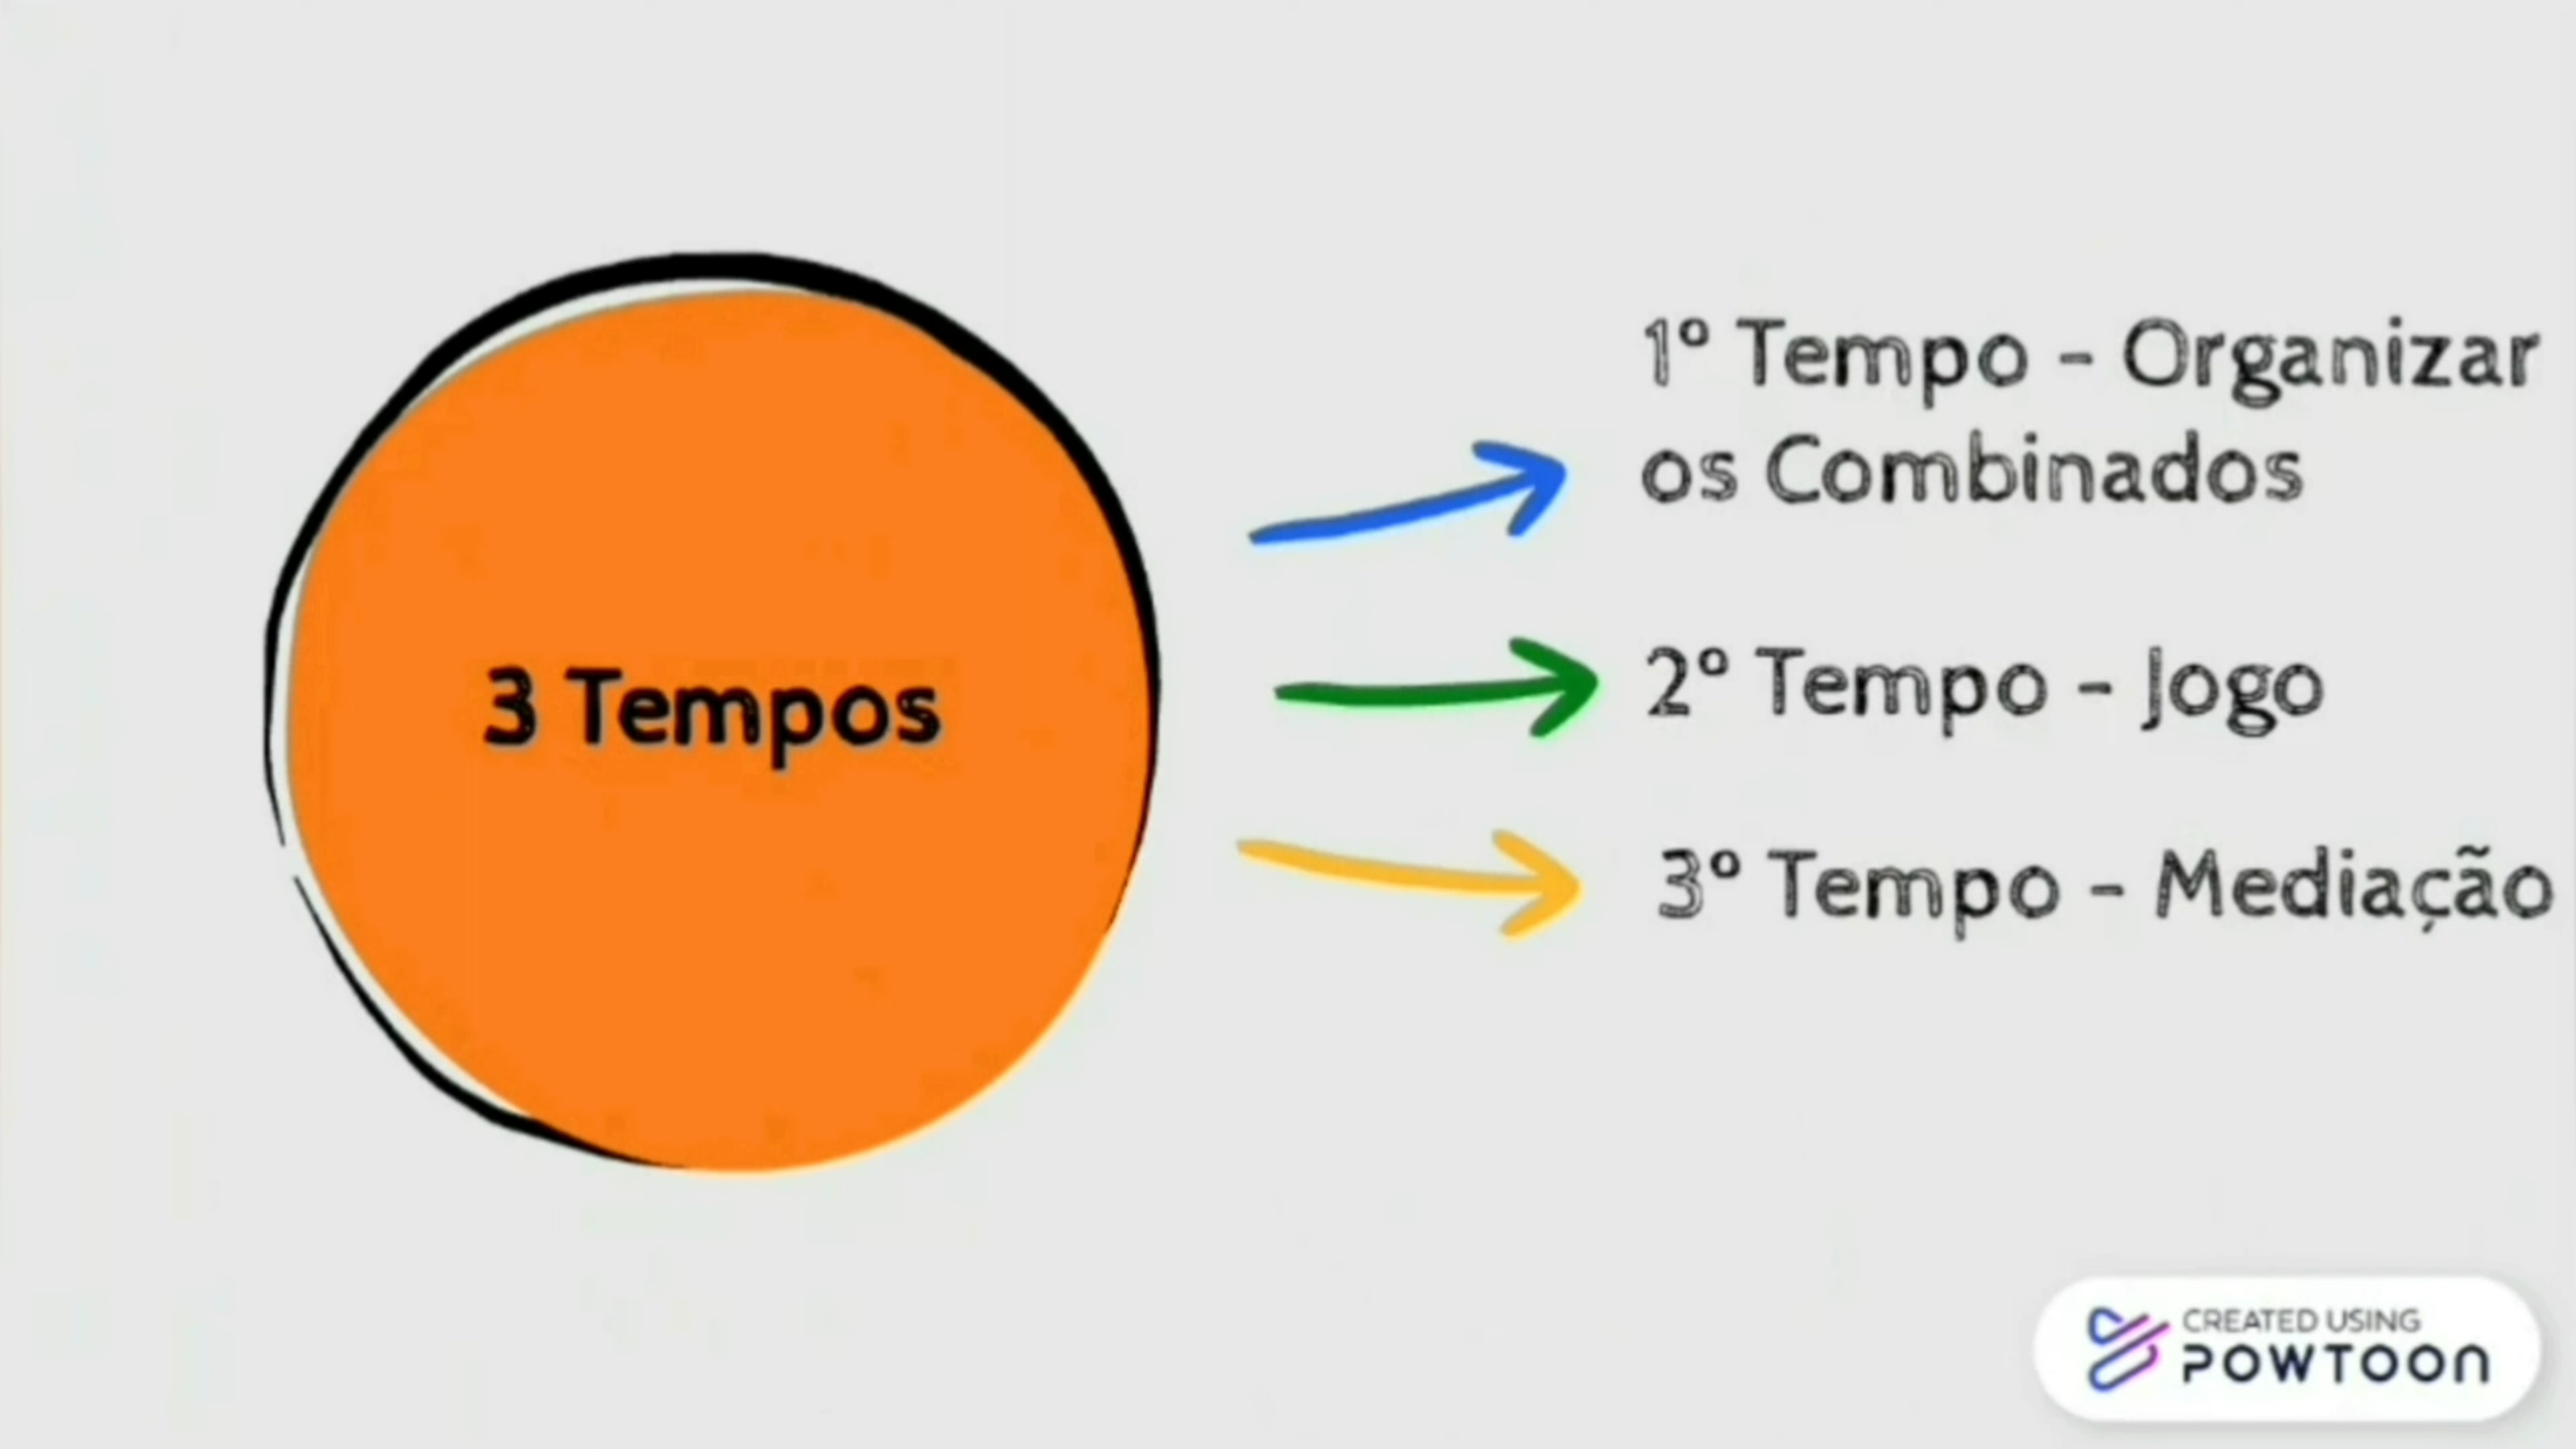 3 Tempos
1º Tempo - Organizar
os Combinados
2º Tempo - Jogo
3º Tempo - Mediação
CREATED USING
POWTOON